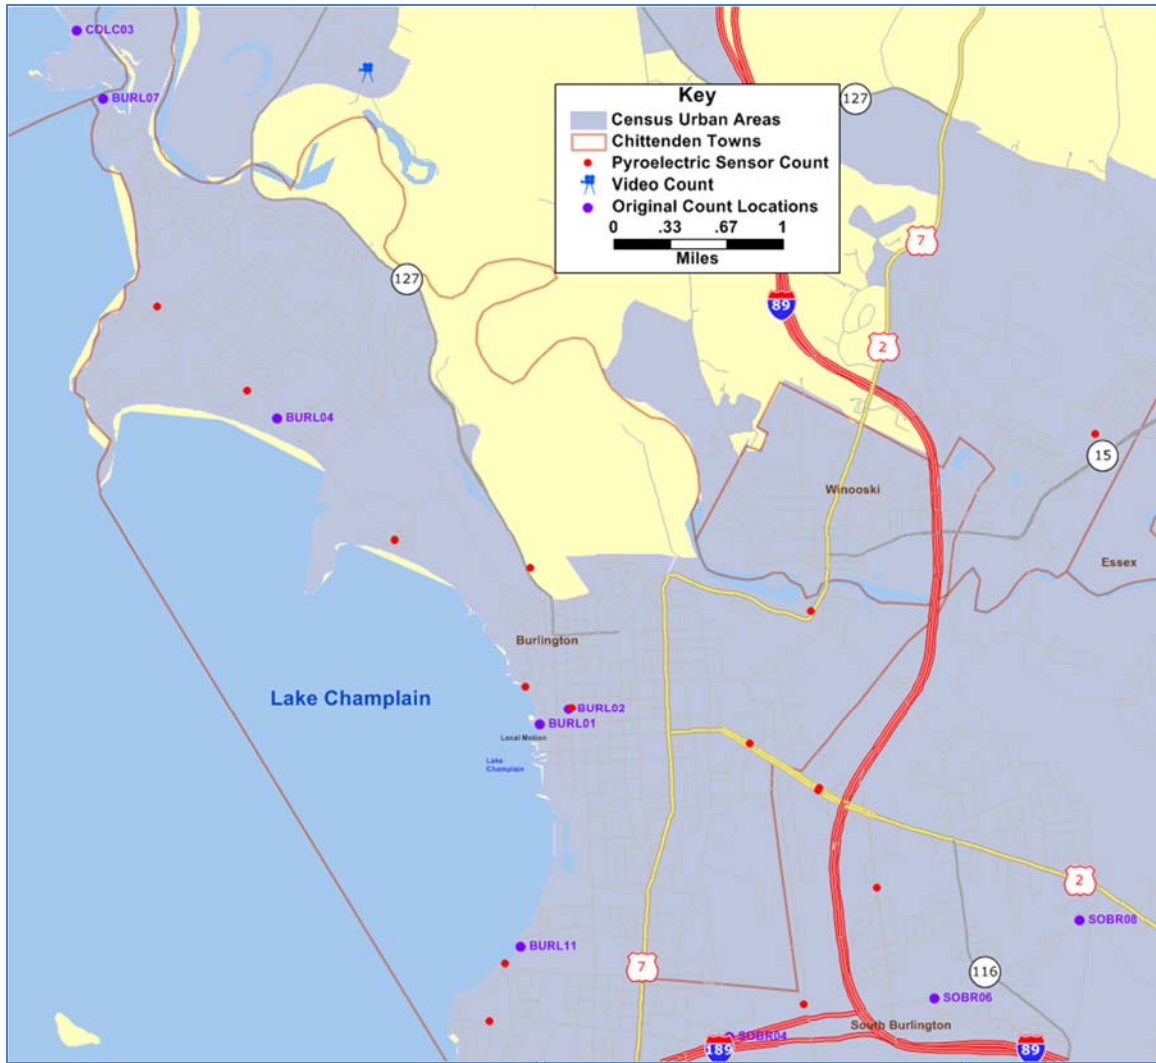 COLC03
BURL07
Key
Census Urban Areas
Chittenden Towns
Pyroelectric Sensor Count
Video Count
Original Count Locations
0 .33 .67 1
Miles
127
7
127
89
2
BURL04
15
Winooski
Essex
Burlington
Lake Champlain
BURL02
BURL01
Local Motion
Lake
Champlain
2
SOBR08
BURL11
7
116
SOBR06
South Burlington
SOBR04
189
89